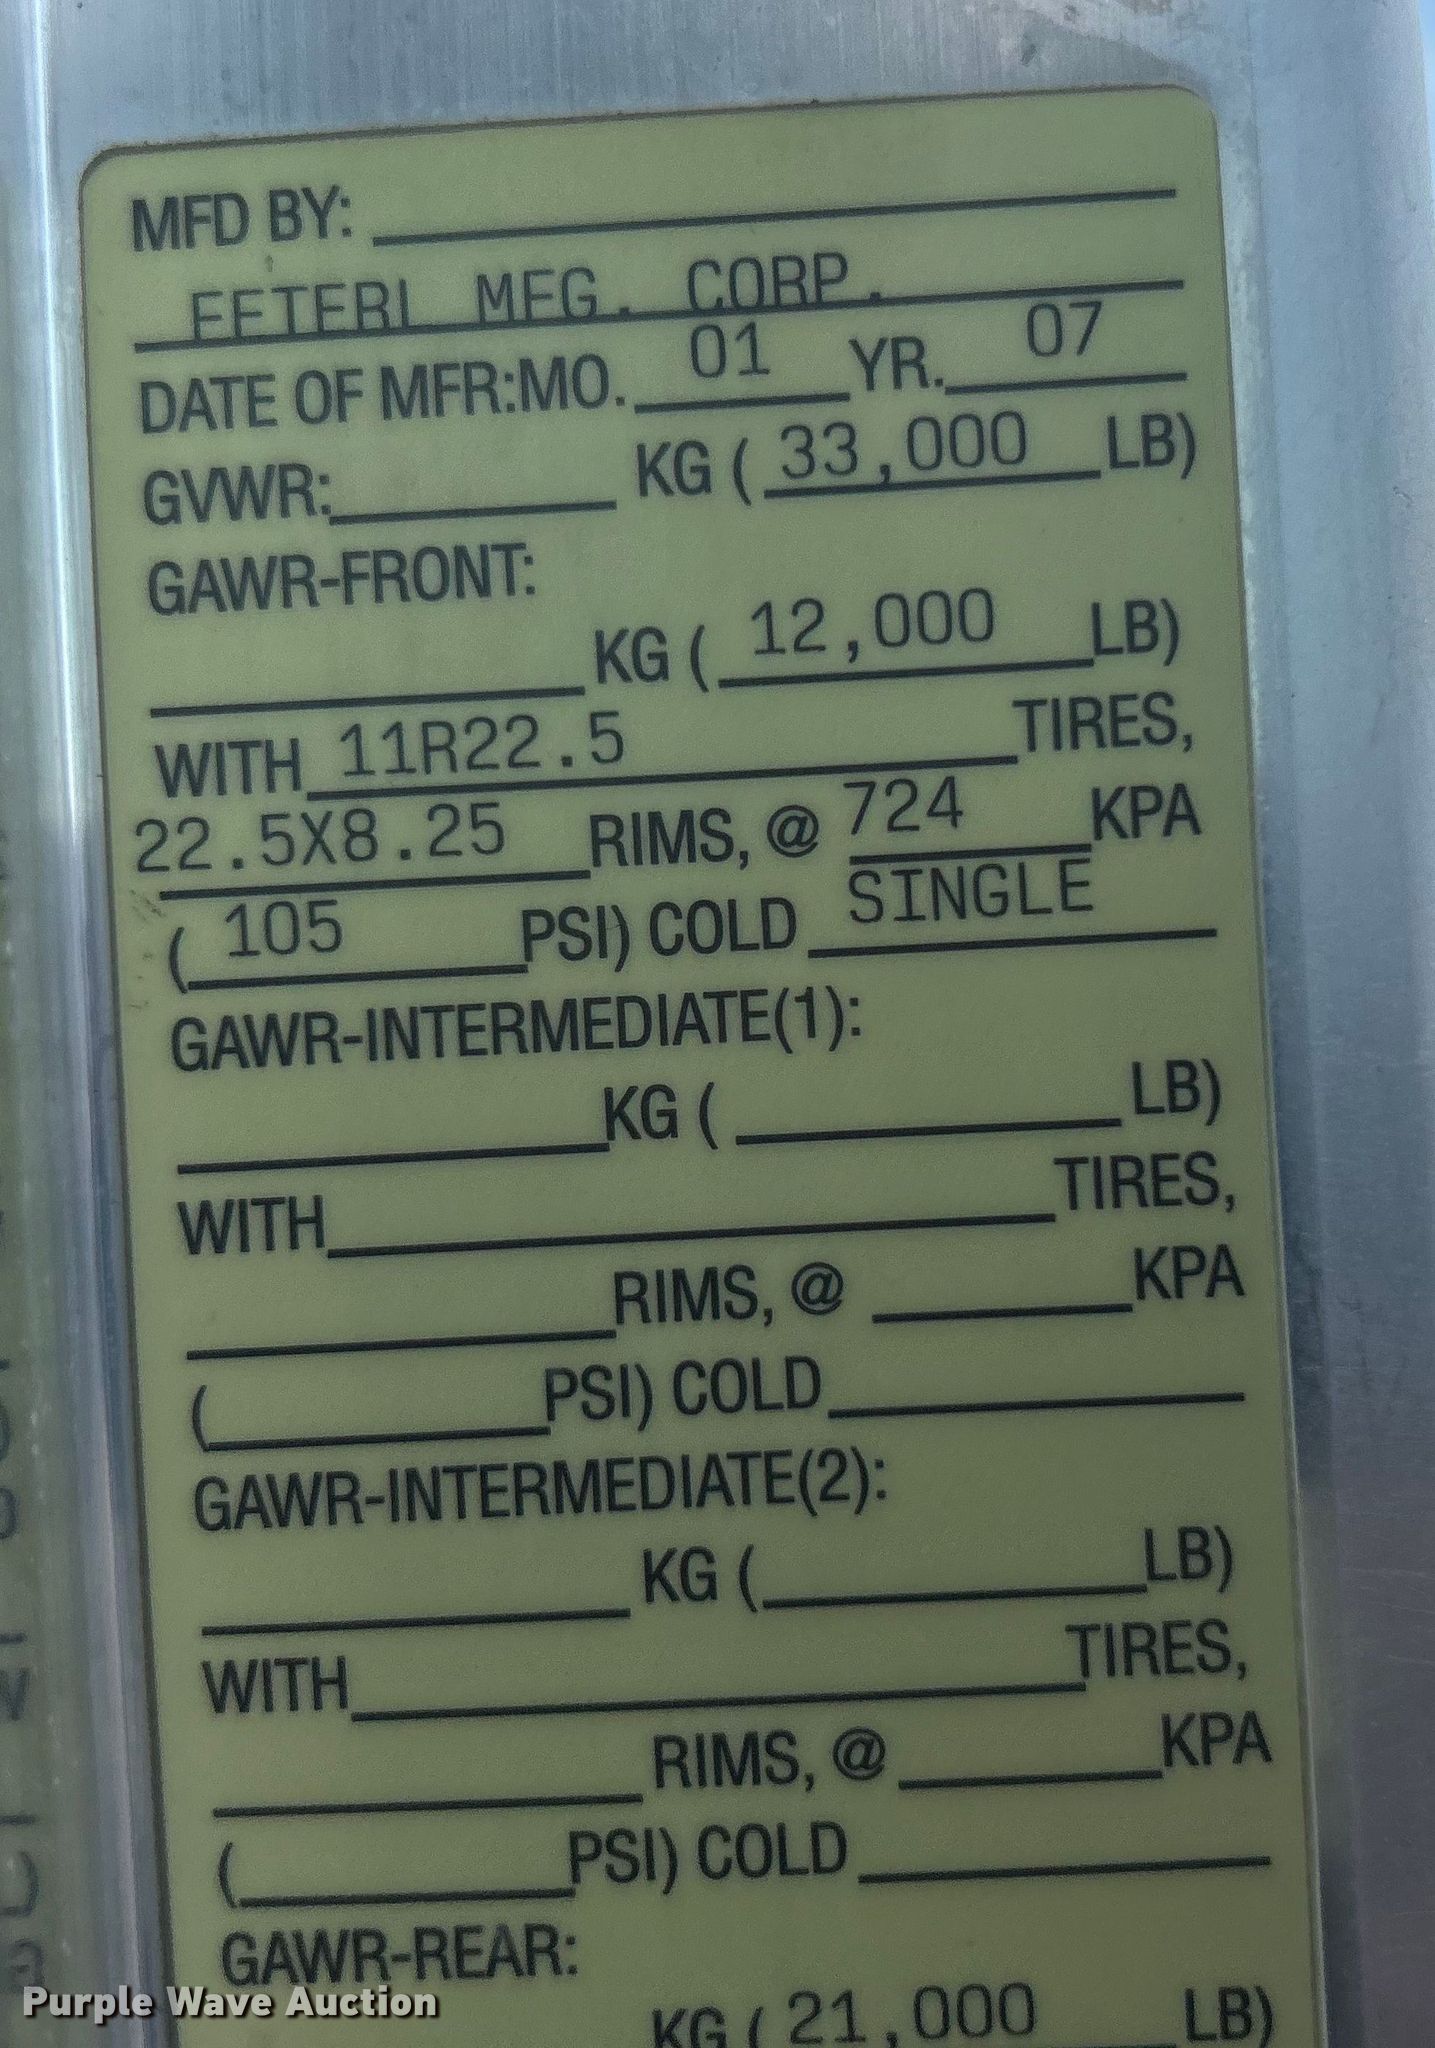 MFD BY:
FETERL MFG. CORP.
DATE OF MFR:MO. 01 YR. 07
GVWR: KG ( 33,000 LB)
GAWR-FRONT:
KG ( 12,000 LB)
WITH 11R22.5 TIRES,
22.5X8.25 RIMS, @ 724 KPA
( 105 PSI) COLD SINGLE
GAWR-INTERMEDIATE(1):
KG ( LB)
WITH TIRES,
RIMS, @ KPA
( PSI) COLD
GAWR-INTERMEDIATE(2):
KG ( LB)
WITH TIRES,
RIMS, @ KPA
( PSI) COLD
GAWR-REAR:
KG ( 21,000 LB)
Purple Wave Auction